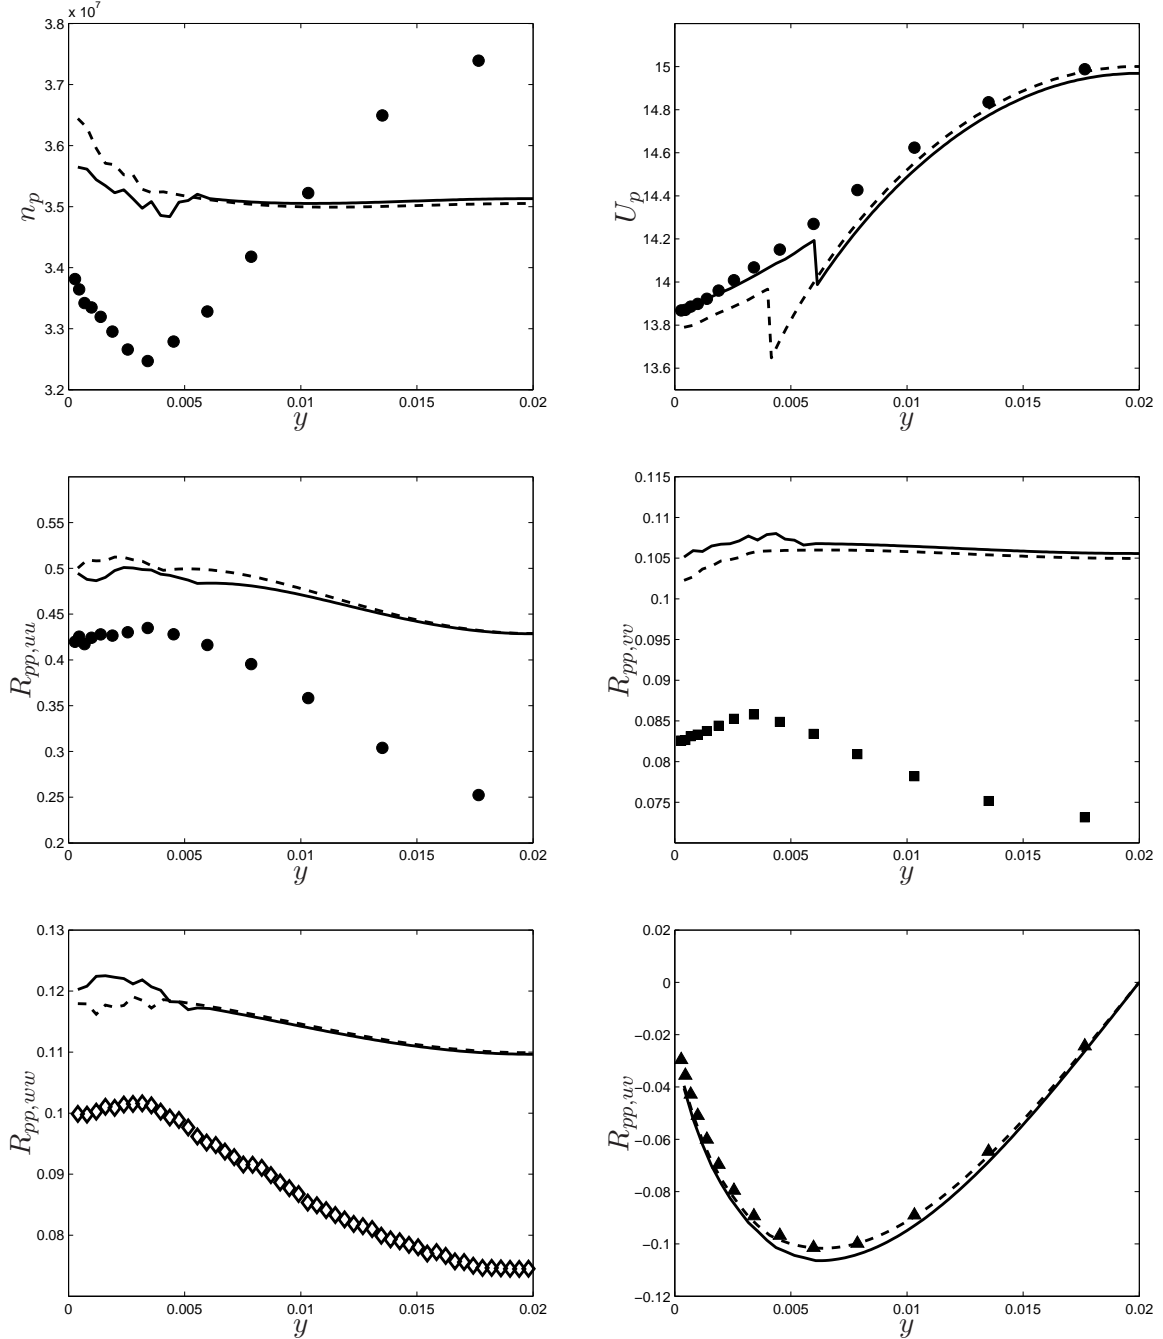 x 10⁷
3.8
3.7
3.6
3.5
3.4
3.3
3.2
0 0.005 0.01 0.015 0.02
n_p
y
15
14.8
14.6
14.4
14.2
14
13.8
13.6
0 0.005 0.01 0.015 0.02
U_p
y
0.55
0.5
0.45
0.4
0.35
0.3
0.25
0.2
0 0.005 0.01 0.015 0.02
R_{pp,uu}
y
0.115
0.11
0.105
0.1
0.095
0.09
0.085
0.08
0.075
0 0.005 0.01 0.015 0.02
R_{pp,vv}
y
0.13
0.12
0.11
0.1
0.09
0.08
0 0.005 0.01 0.015 0.02
R_{pp,ww}
y
0.02
0
−0.02
−0.04
−0.06
−0.08
−0.1
−0.12
0 0.005 0.01 0.015 0.02
R_{pp,uv}
y